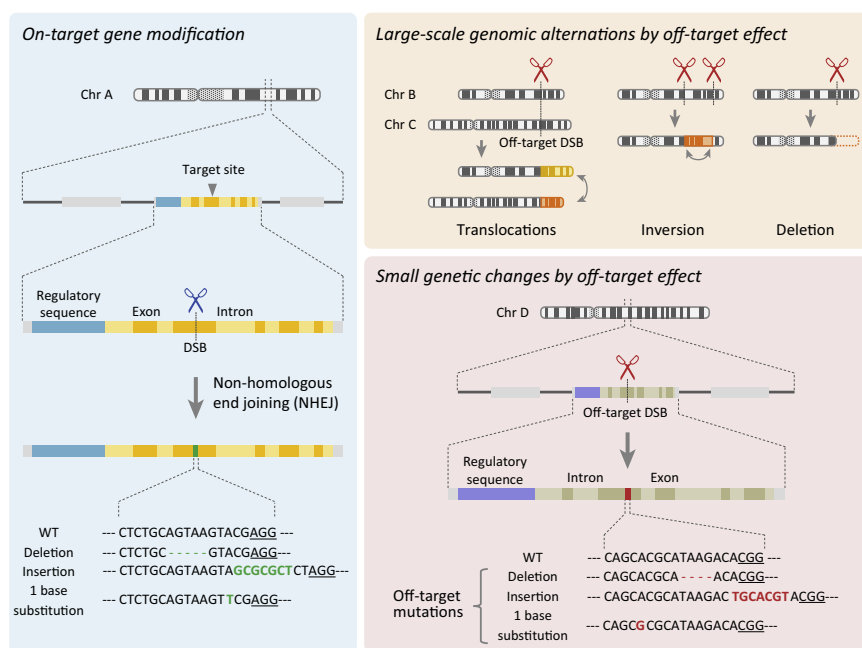 On-target gene modification
Chr A
Target site
Regulatory
sequence
Exon
Intron
DSB
Non-homologous
end joining (NHEJ)
WT
--- CTCTGCAGTAAGTACGAGG ---
Deletion
--- CTCTGC- - - - -GTACGAGG---
Insertion
--- CTCTGCAGTAAGTAGCGCGCTCTAGG ---
1 base
substitution
--- CTCTGCAGTAAGTTCGAGG---
Large-scale genomic alternations by off-target effect
Chr B
Chr C
Off-target DSB
Translocations
Inversion
Deletion
Small genetic changes by off-target effect
Chr D
Off-target DSB
Regulatory
sequence
Intron
Exon
Off-target
mutations
WT
--- CAGCACGCATAAGACACGG ---
Deletion
--- CAGCACGCA- - - -ACACGG---
Insertion
--- CAGCACGCATAAGAC TGCACGTACGG ---
1 base
substitution
--- CAGCGCGCATAAGACACGG---